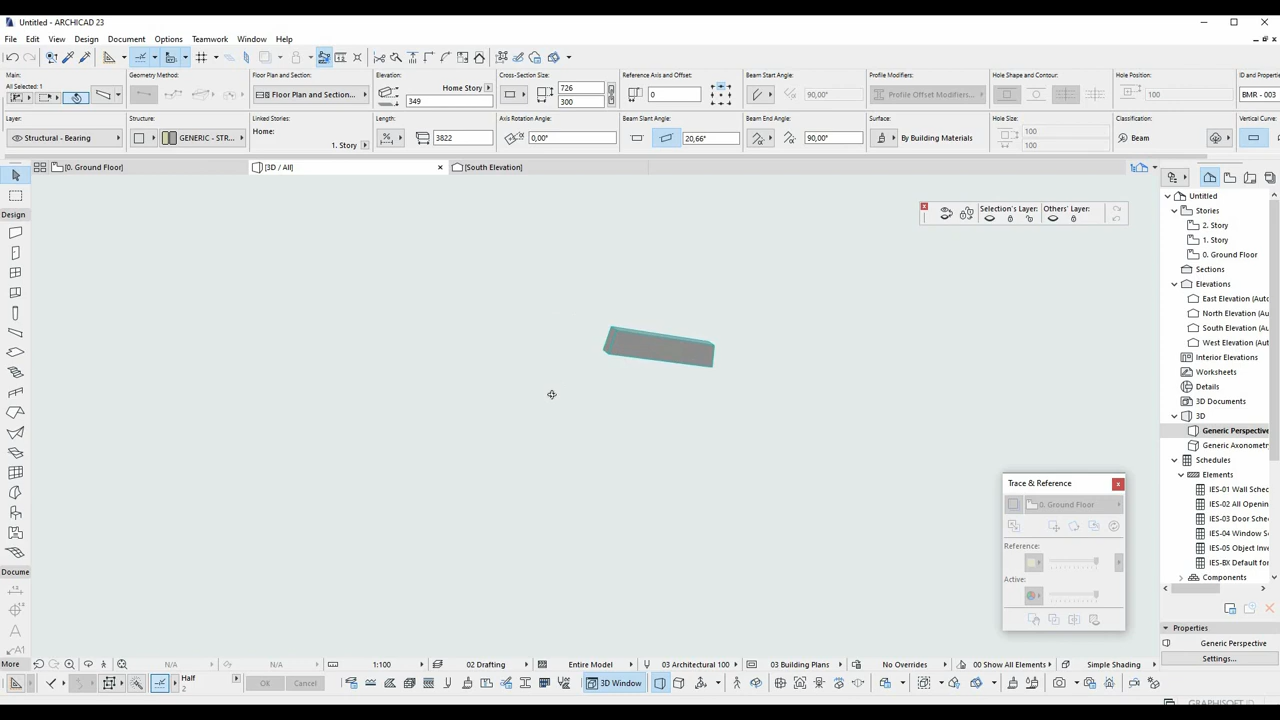 Untitled - ARCHICAD 23
File Edit View Design Document Options Teamwork Window Help
Main:
All Selected: 1
Geometry Method:
Floor Plan and Section:
Floor Plan and Section...
Elevation:
Home Story
349
Cross-Section Size:
726
300
Reference Axis and Offset:
0
Beam Start Angle:
90,00°
Profile Modifiers:
Profile Offset Modifiers...
Hole Shape and Contour:
Hole Position:
100
ID and Properti
BMR - 003
Layer:
Structural - Bearing
Structure:
GENERIC - STR...
Linked Stories:
Home:
1. Story
Length:
3822
Axis Rotation Angle:
0,00°
Beam Slant Angle:
20,66°
Beam End Angle:
90,00°
Surface:
By Building Materials
Hole Size:
100
100
Classification:
Beam
Vertical Curve:
[0. Ground Floor]
[3D / All]
[South Elevation]
Design
Selection's Layer:
Others' Layer:
Untitled
Stories
2. Story
1. Story
0. Ground Floor
Sections
Elevations
East Elevation (Au
North Elevation (Au
South Elevation (Au
West Elevation (Aut
Interior Elevations
Worksheets
Details
3D Documents
3D
Generic Perspective
Generic Axonometr
Schedules
Elements
IES-01 Wall Sched
IES-02 All Opening
IES-03 Door Sche
IES-04 Window Sc
IES-05 Object Inve
IES-BX Default for
Components
Trace & Reference
0. Ground Floor
Reference:
Active:
Docume
More
Properties
Generic Perspective
Settings...
N/A
N/A
1:100
02 Drafting
Entire Model
03 Architectural 100
03 Building Plans
No Overrides
00 Show All Elements
Simple Shading
Half
2
OK
Cancel
3D Window
GRAPHISOFT